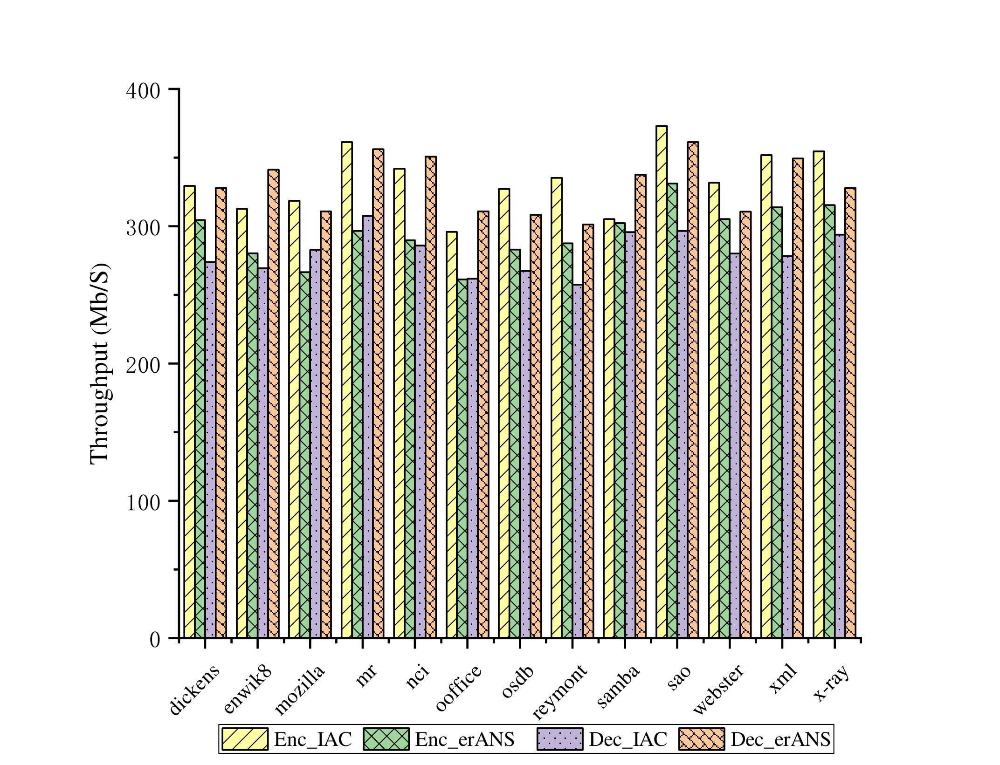 400
300
200
100
0
Throughput (Mb/S)
dickens
enwik8
mozilla
mr
nci
ooffice
osdb
reymont
samba
sao
webster
xml
x-ray
Enc_IAC Enc_erANS Dec_IAC Dec_erANS